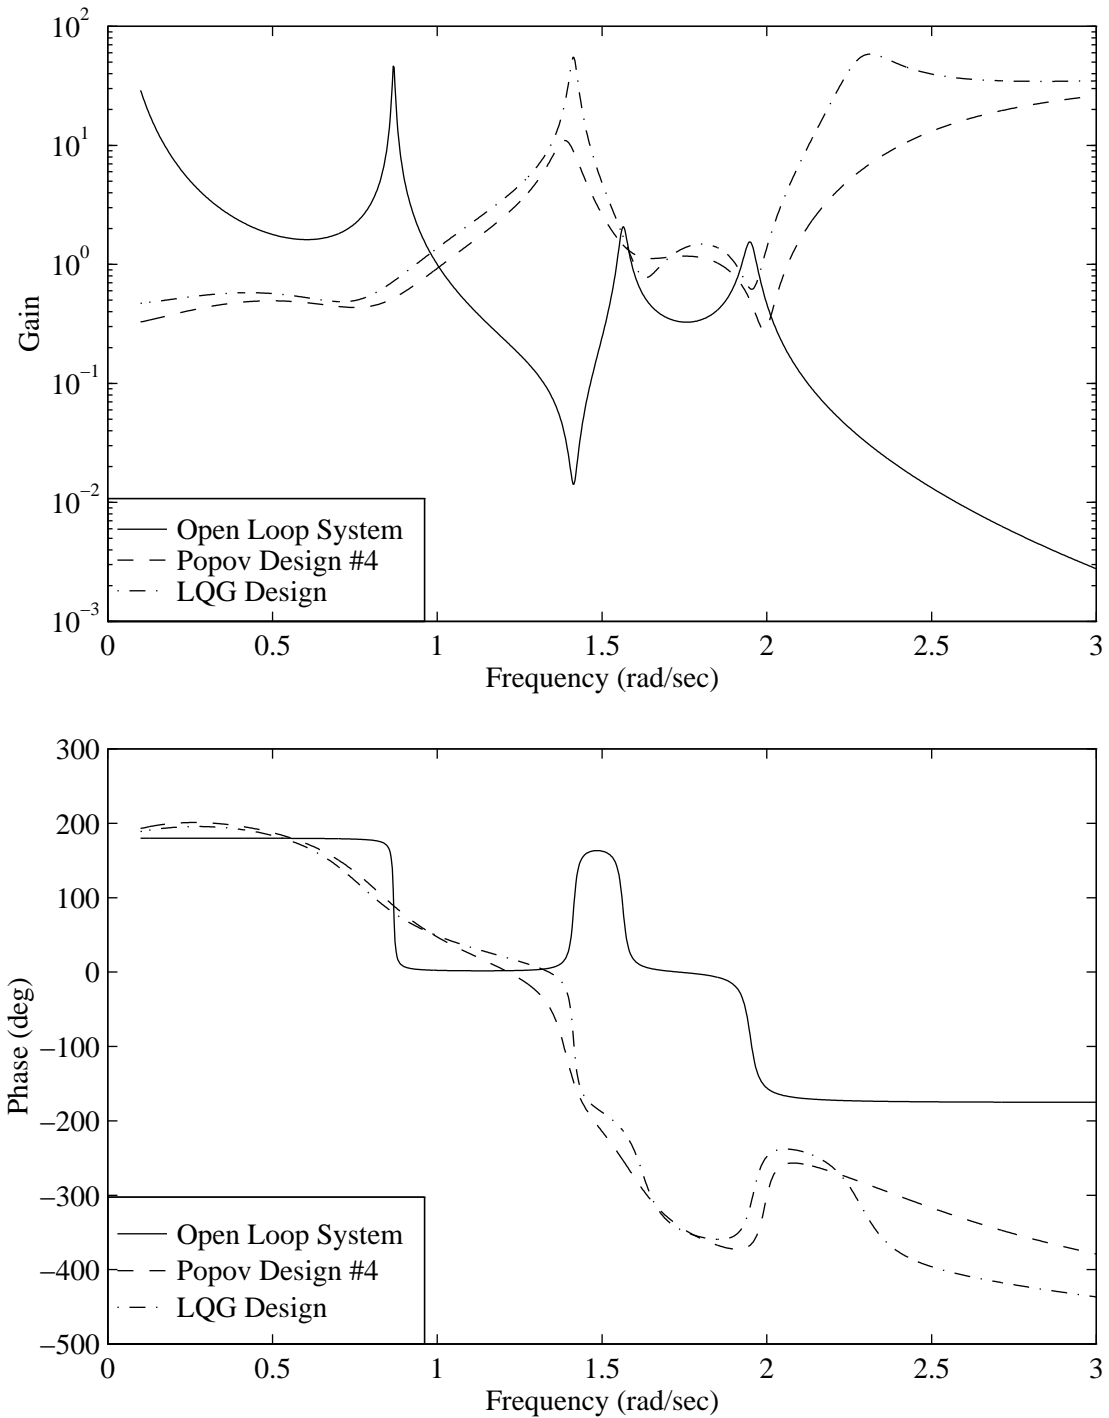 10^2
10^1
10^0
10^−1
10^−2
10^−3
Gain
Open Loop System
Popov Design #4
LQG Design
0 0.5 1 1.5 2 2.5 3
Frequency (rad/sec)
300
200
100
0
−100
−200
−300
−400
−500
Phase (deg)
Open Loop System
Popov Design #4
LQG Design
0 0.5 1 1.5 2 2.5 3
Frequency (rad/sec)